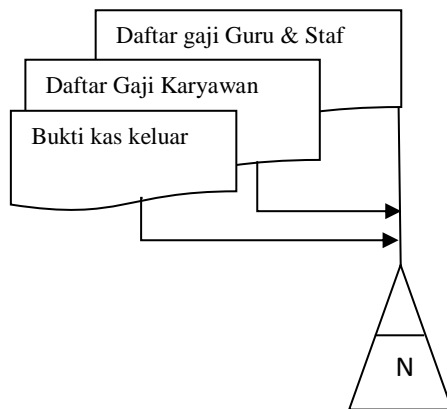 Daftar gaji Guru & Staf
Daftar Gaji Karyawan
Bukti kas keluar
N